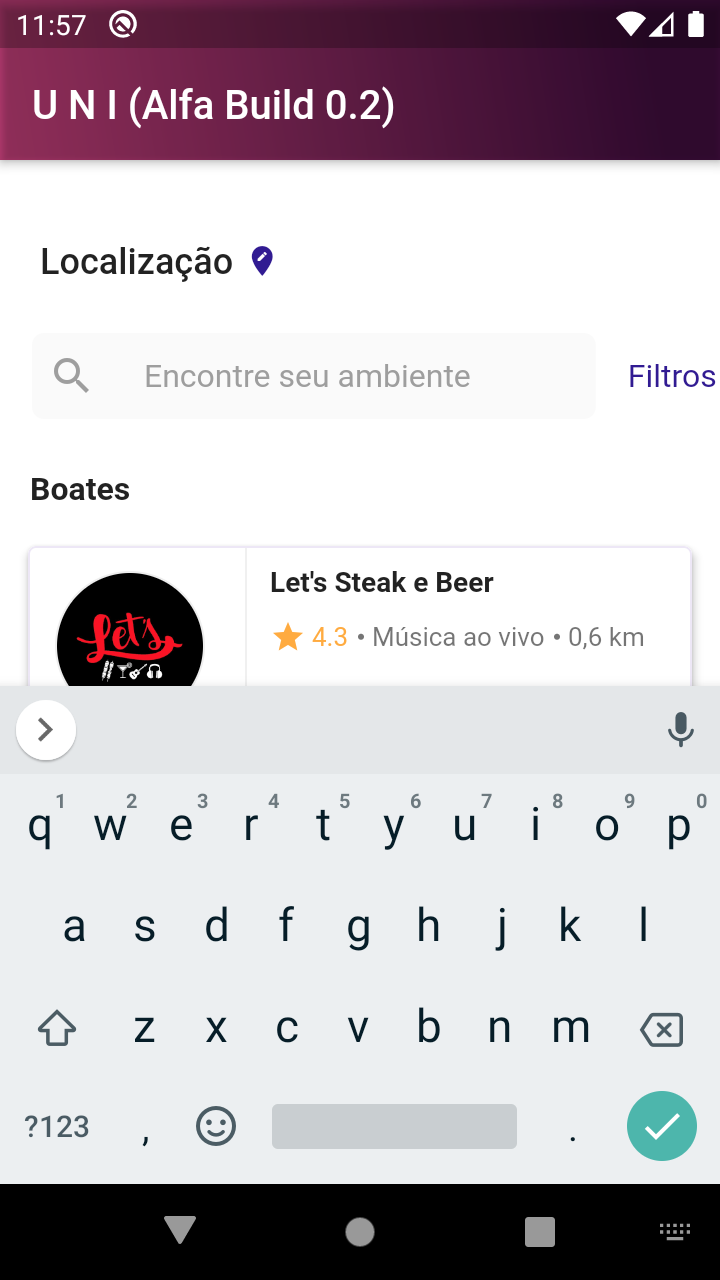 11:57
U N I (Alfa Build 0.2)
Localização
Encontre seu ambiente
Filtros
Boates
Let's Steak e Beer
Let's
4.3 • Música ao vivo • 0,6 km
1 2 3 4 5 6 7 8 9 0
q w e r t y u i o p
a s d f g h j k l
z x c v b n m
?123 , .